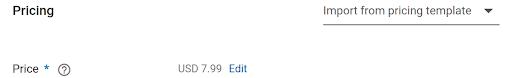 Pricing
Import from pricing template
Price *
USD 7.99 Edit